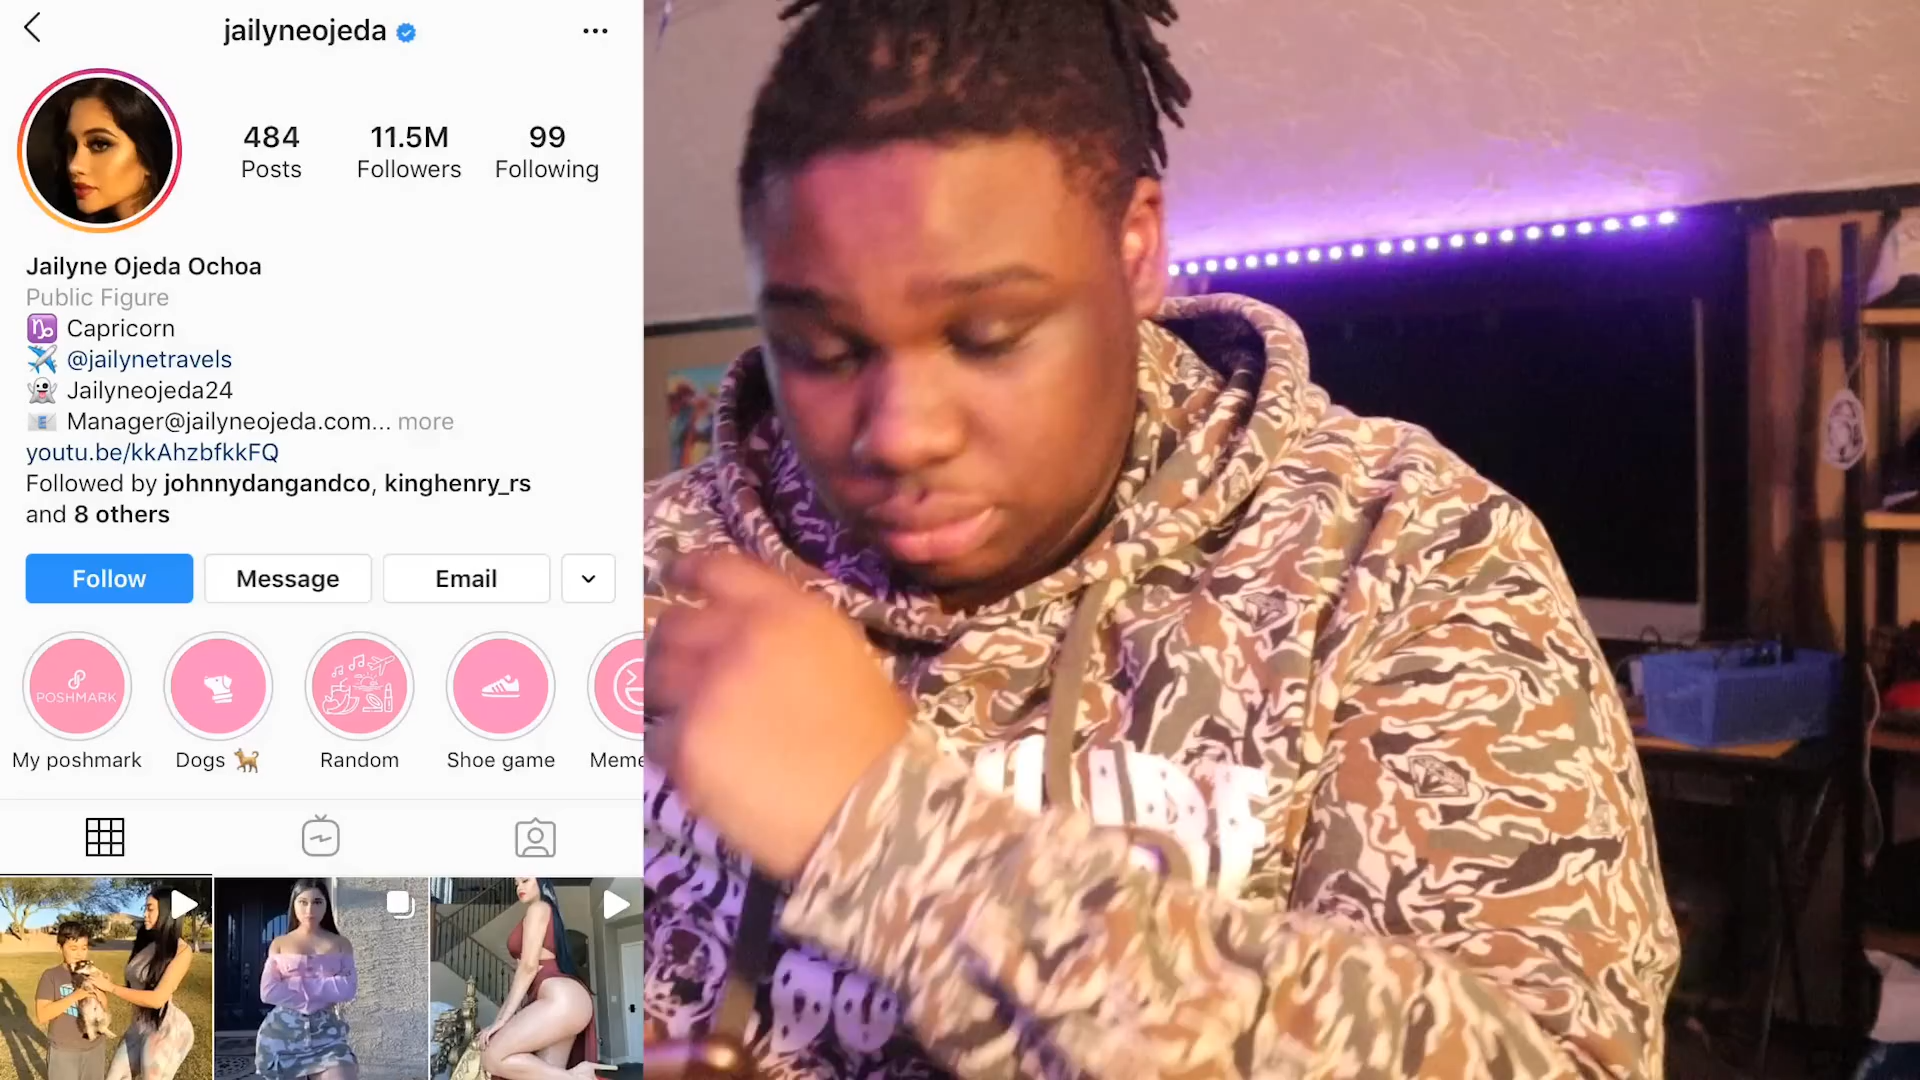 jailyneojeda
484 11.5M 99
Posts Followers Following
Jailyne Ojeda Ochoa
Public Figure
♑ Capricorn
✈️ @jailynetravels
👻 Jailyneojeda24
📧 Manager@jailyneojeda.com... more
youtu.be/kkAhzbfkkFQ
Followed by johnnydangandco, kinghenry_rs
and 8 others
Follow Message Email
POSHMARK
My poshmark Dogs 🐕 Random Shoe game Meme